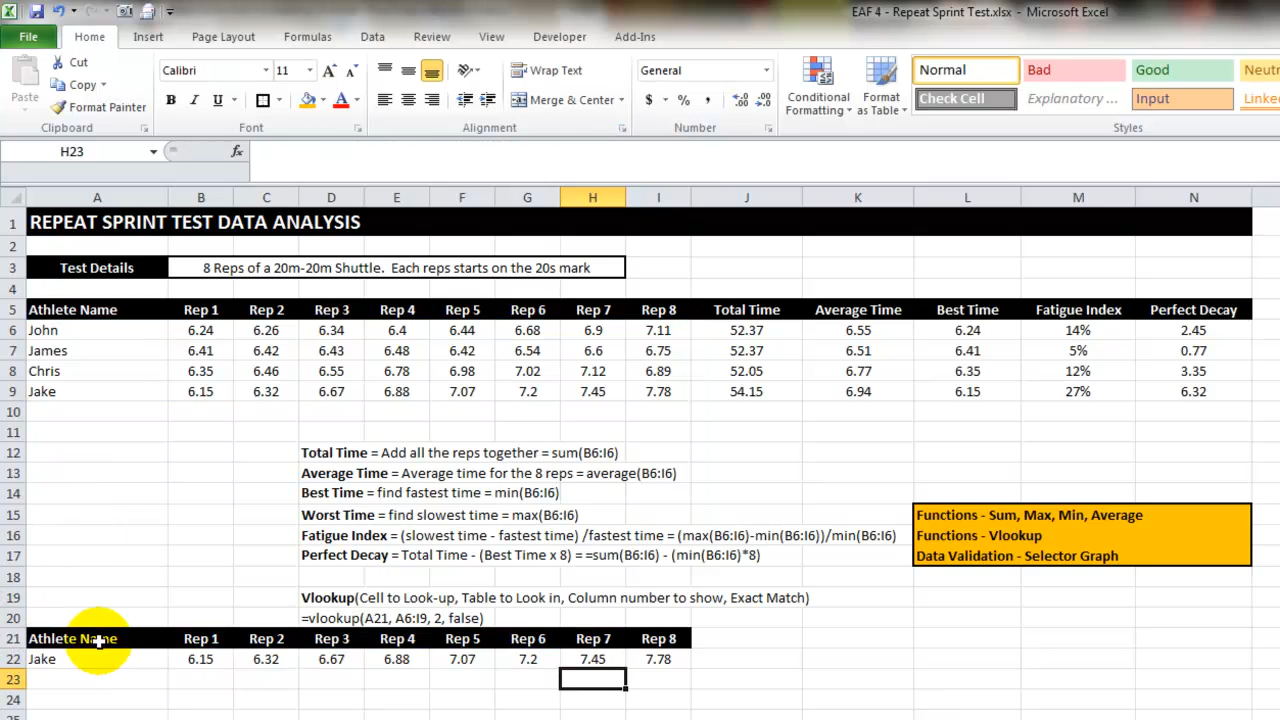 EAF 4 - Repeat Sprint Test.xlsx - Microsoft Excel
File Home Insert Page Layout Formulas Data Review View Developer Add-Ins
Paste
Cut
Copy
Format Painter
Clipboard
Calibri 11
B I U
Font
Wrap Text
Merge & Center
Alignment
General
$ % ,
Number
Conditional Formatting
Format as Table
Normal Bad Good
Check Cell Explanatory ... Input
Styles
H23 fx
A B C D E F G H I J K L M N
1 REPEAT SPRINT TEST DATA ANALYSIS
2
3 Test Details 8 Reps of a 20m-20m Shuttle. Each reps starts on the 20s mark
4
5 Athlete Name Rep 1 Rep 2 Rep 3 Rep 4 Rep 5 Rep 6 Rep 7 Rep 8 Total Time Average Time Best Time Fatigue Index Perfect Decay
6 John 6.24 6.26 6.34 6.4 6.44 6.68 6.9 7.11 52.37 6.55 6.24 14% 2.45
7 James 6.41 6.42 6.43 6.48 6.42 6.54 6.6 6.75 52.37 6.51 6.41 5% 0.77
8 Chris 6.35 6.46 6.55 6.78 6.98 7.02 7.12 6.89 52.05 6.77 6.35 12% 3.35
9 Jake 6.15 6.32 6.67 6.88 7.07 7.2 7.45 7.78 54.15 6.94 6.15 27% 6.32
10
11
12 Total Time = Add all the reps together = sum(B6:I6)
13 Average Time = Average time for the 8 reps = average(B6:I6)
14 Best Time = find fastest time = min(B6:I6)
15 Worst Time = find slowest time = max(B6:I6) Functions - Sum, Max, Min, Average
16 Fatigue Index = (slowest time - fastest time) /fastest time = (max(B6:I6)-min(B6:I6))/min(B6:I6) Functions - Vlookup
17 Perfect Decay = Total Time - (Best Time x 8) = =sum(B6:I6) - (min(B6:I6)*8) Data Validation - Selector Graph
18
19 Vlookup(Cell to Look-up, Table to Look in, Column number to show, Exact Match)
20 =vlookup(A21, A6:I9, 2, false)
21 Athlete Name Rep 1 Rep 2 Rep 3 Rep 4 Rep 5 Rep 6 Rep 7 Rep 8
22 Jake 6.15 6.32 6.67 6.88 7.07 7.2 7.45 7.78
23
24